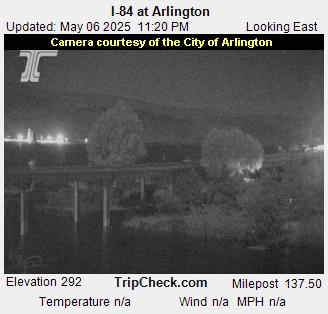 I-84 at Arlington
Updated: May 06 2025 11:20 PM Looking East
Camera courtesy of the City of Arlington
Elevation 292 TripCheck.com Milepost 137.50
Temperature n/a Wind n/a MPH n/a